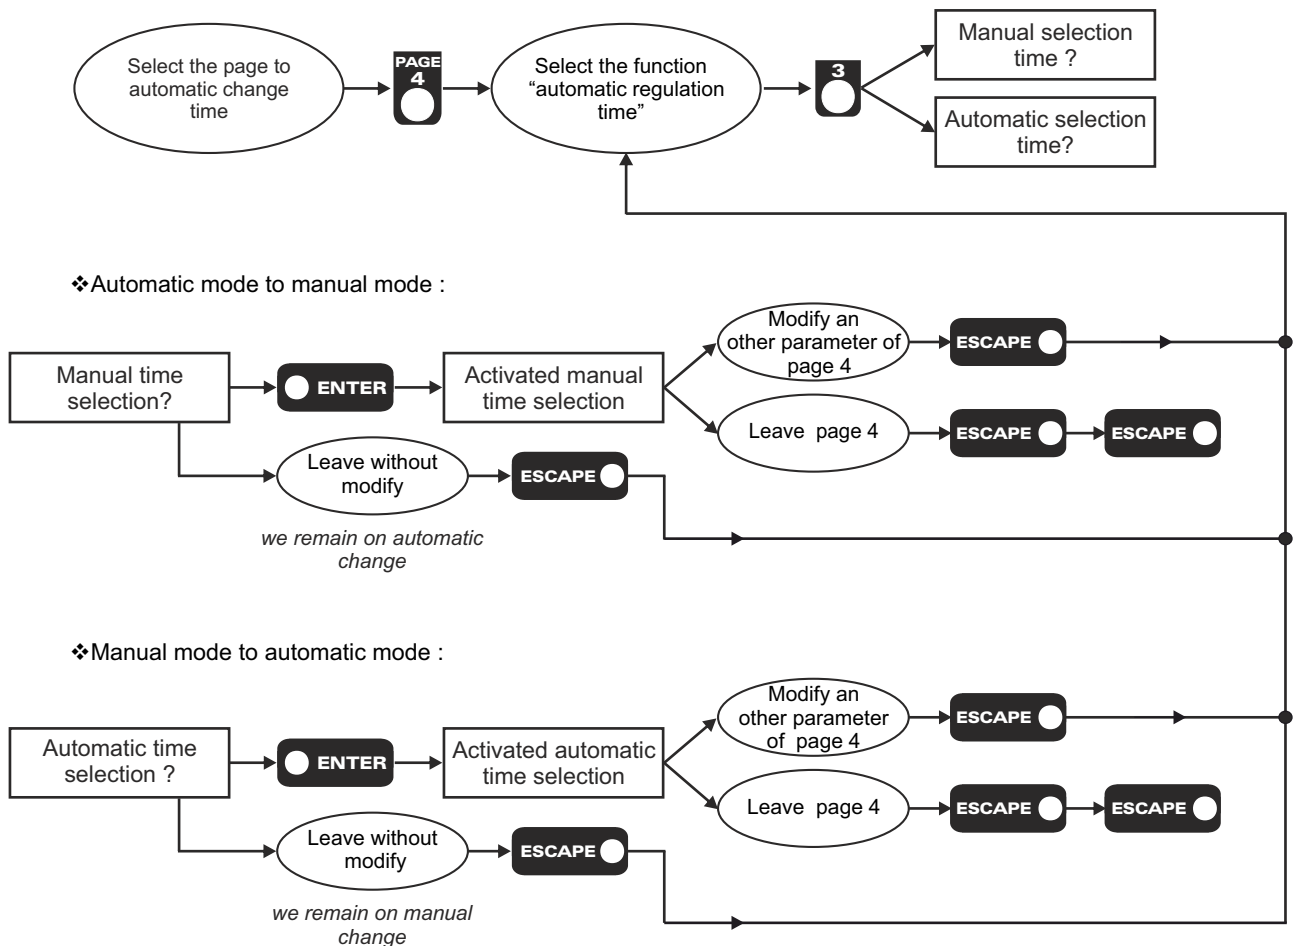 Select the page to
automatic change
time
PAGE
4
Select the function
“automatic regulation
time”
3
Manual selection
time ?
Automatic selection
time?
❖Automatic mode to manual mode :
Manual time
selection?
ENTER
Activated manual
time selection
Modify an
other parameter of
page 4
ESCAPE
Leave page 4
ESCAPE
ESCAPE
Leave without
modify
ESCAPE
we remain on automatic
change
❖Manual mode to automatic mode :
Automatic time
selection ?
ENTER
Activated automatic
time selection
Modify an
other parameter
of page 4
ESCAPE
Leave page 4
ESCAPE
ESCAPE
Leave without
modify
ESCAPE
we remain on manual
change